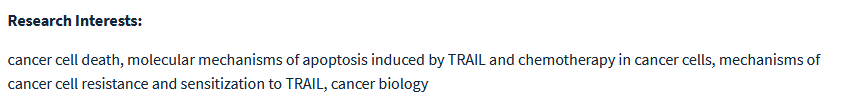 Research Interests:
cancer cell death, molecular mechanisms of apoptosis induced by TRAIL and chemotherapy in cancer cells, mechanisms of
cancer cell resistance and sensitization to TRAIL, cancer biology